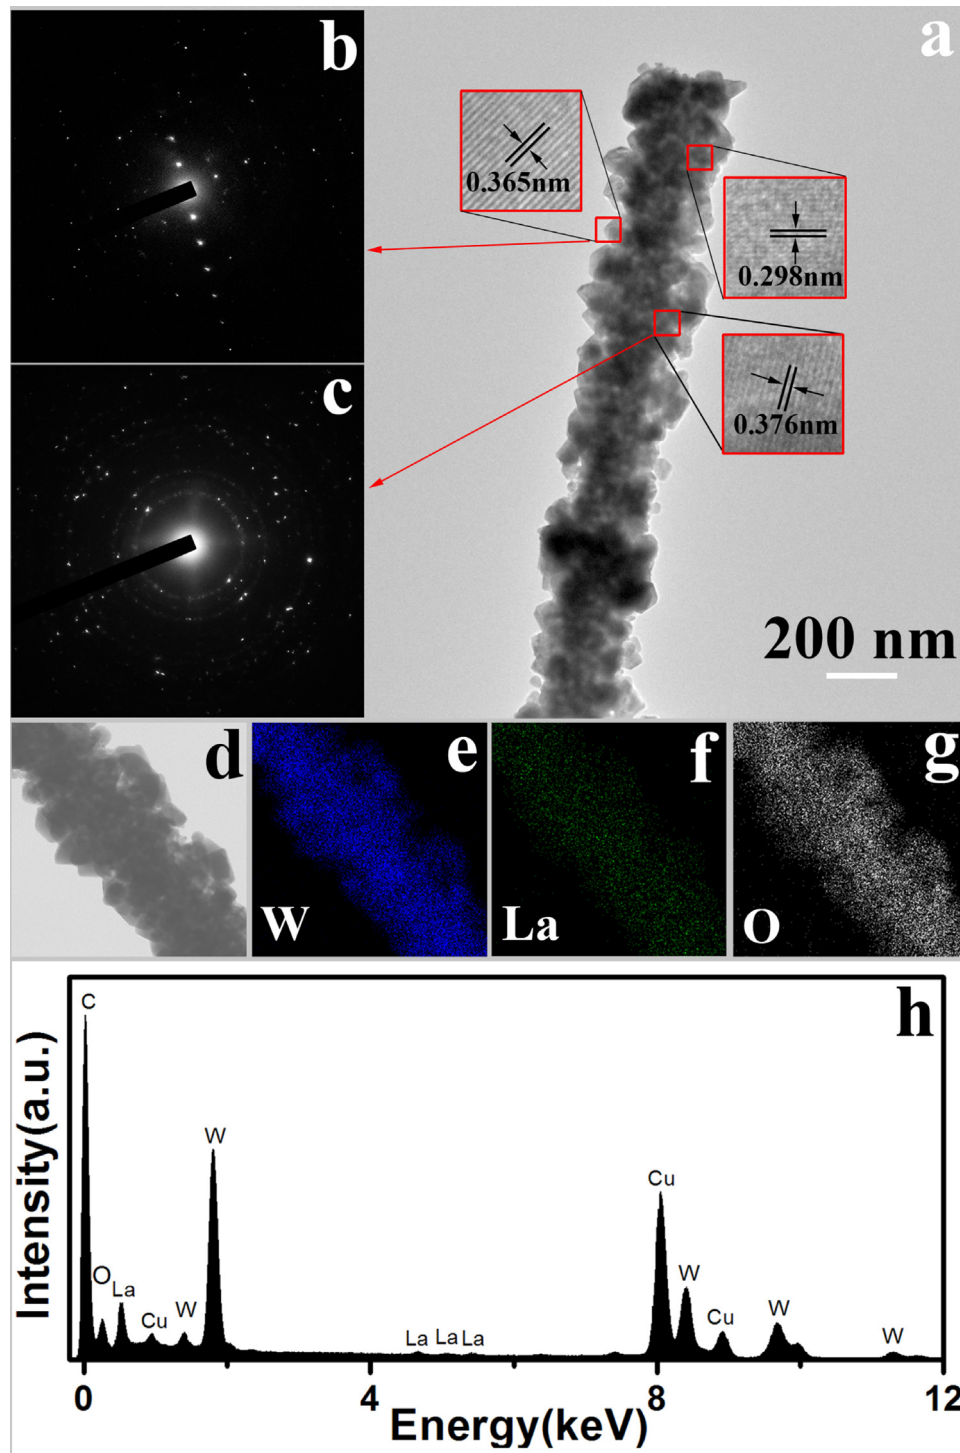 b
a
0.365nm
0.298nm
c
0.376nm
200 nm
d
e
f
g
W
La
O
h
C
W
Cu
O
La
Cu
W
La
La
La
W
Cu
W
W
Intensity(a.u.)
0
4
8
12
Energy(keV)